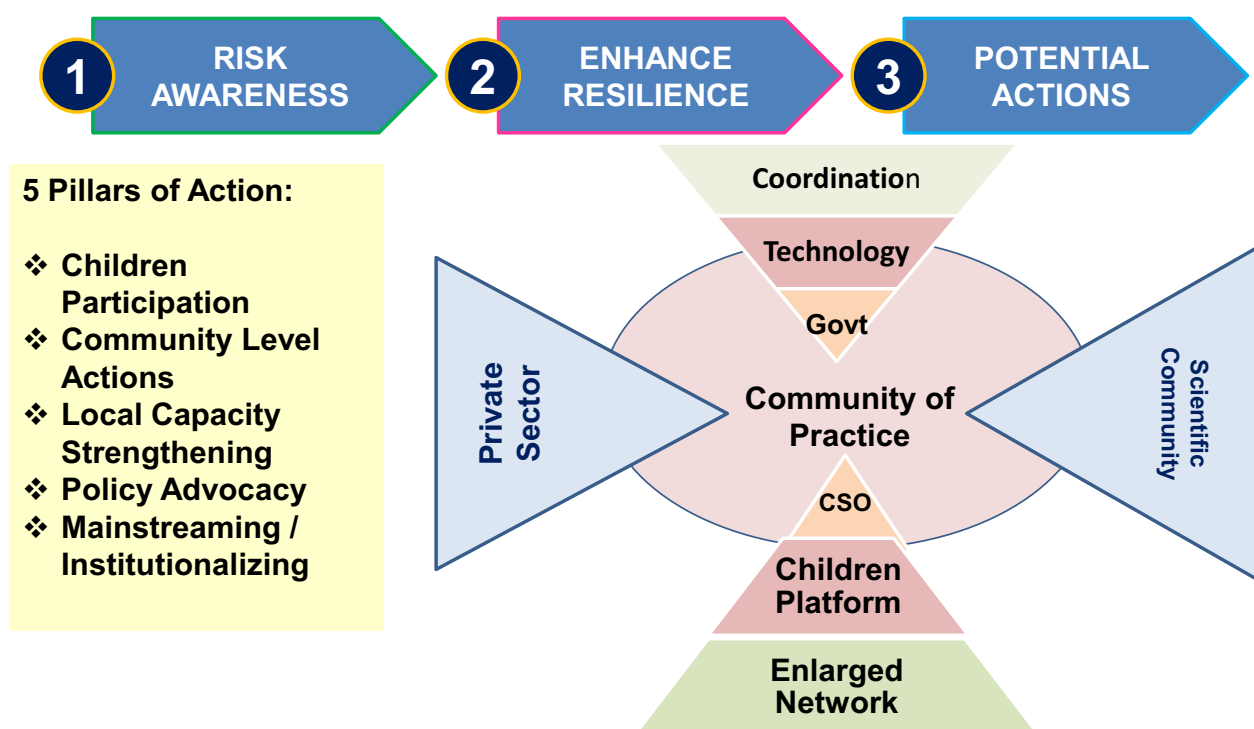 1
RISK
AWARENESS
2
ENHANCE
RESILIENCE
3
POTENTIAL
ACTIONS
5 Pillars of Action:
❖ Children
Participation
❖ Community Level
Actions
❖ Local Capacity
Strengthening
❖ Policy Advocacy
❖ Mainstreaming /
Institutionalizing
Coordination
Technology
Govt
Private
Sector
Community of
Practice
Scientific
Community
CSO
Children
Platform
Enlarged
Network